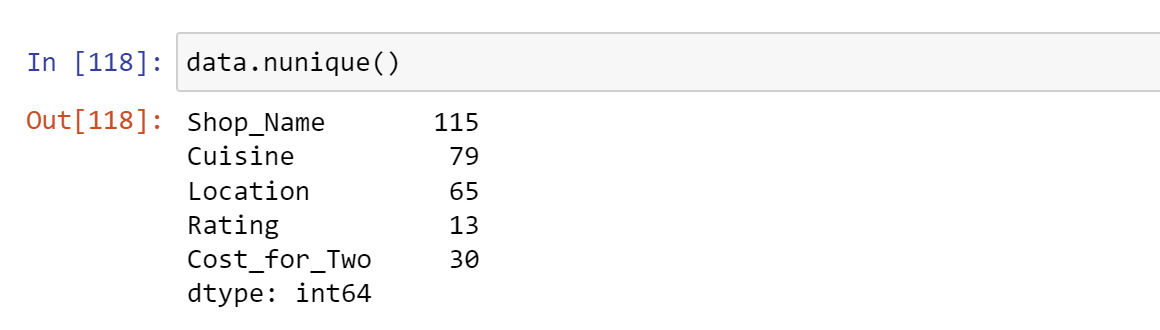 In [118]: data.nunique()
Out[118]: Shop_Name 115
Cuisine 79
Location 65
Rating 13
Cost_for_Two 30
dtype: int64